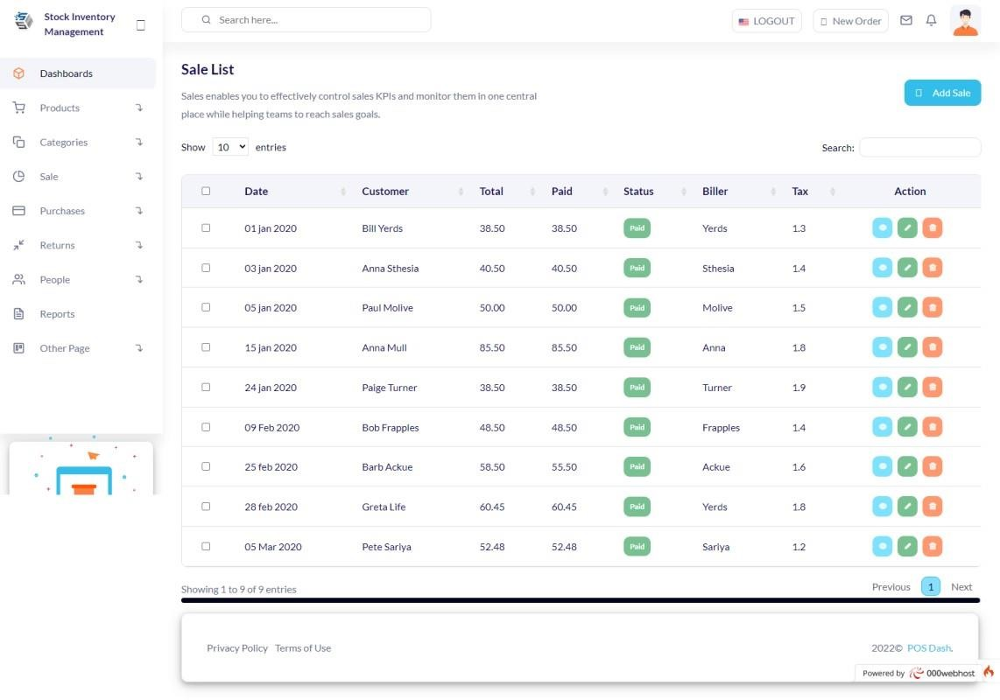 Stock Inventory
Management
Search here...
LOGOUT
New Order
Dashboards
Products
Categories
Sale
Purchases
Returns
People
Reports
Other Page
Sale List
Sales enables you to effectively control sales KPIs and monitor them in one central
place while helping teams to reach sales goals.
Add Sale
Show 10 entries
Search:
Date Customer Total Paid Status Biller Tax Action
01 jan 2020 Bill Yerds 38.50 38.50 Paid Yerds 1.3
03 jan 2020 Anna Sthesia 40.50 40.50 Paid Sthesia 1.4
05 jan 2020 Paul Molive 50.00 50.00 Paid Molive 1.5
15 jan 2020 Anna Mull 85.50 85.50 Paid Anna 1.8
24 jan 2020 Paige Turner 38.50 38.50 Paid Turner 1.9
09 Feb 2020 Bob Frapples 48.50 48.50 Paid Frapples 1.4
25 feb 2020 Barb Ackue 58.50 55.50 Paid Ackue 1.6
28 feb 2020 Greta Life 60.45 60.45 Paid Yerds 1.8
05 Mar 2020 Pete Sariya 52.48 52.48 Paid Sariya 1.2
Showing 1 to 9 of 9 entries
Previous 1 Next
Privacy Policy Terms of Use
2022© POS Dash.
Powered by 000webhost